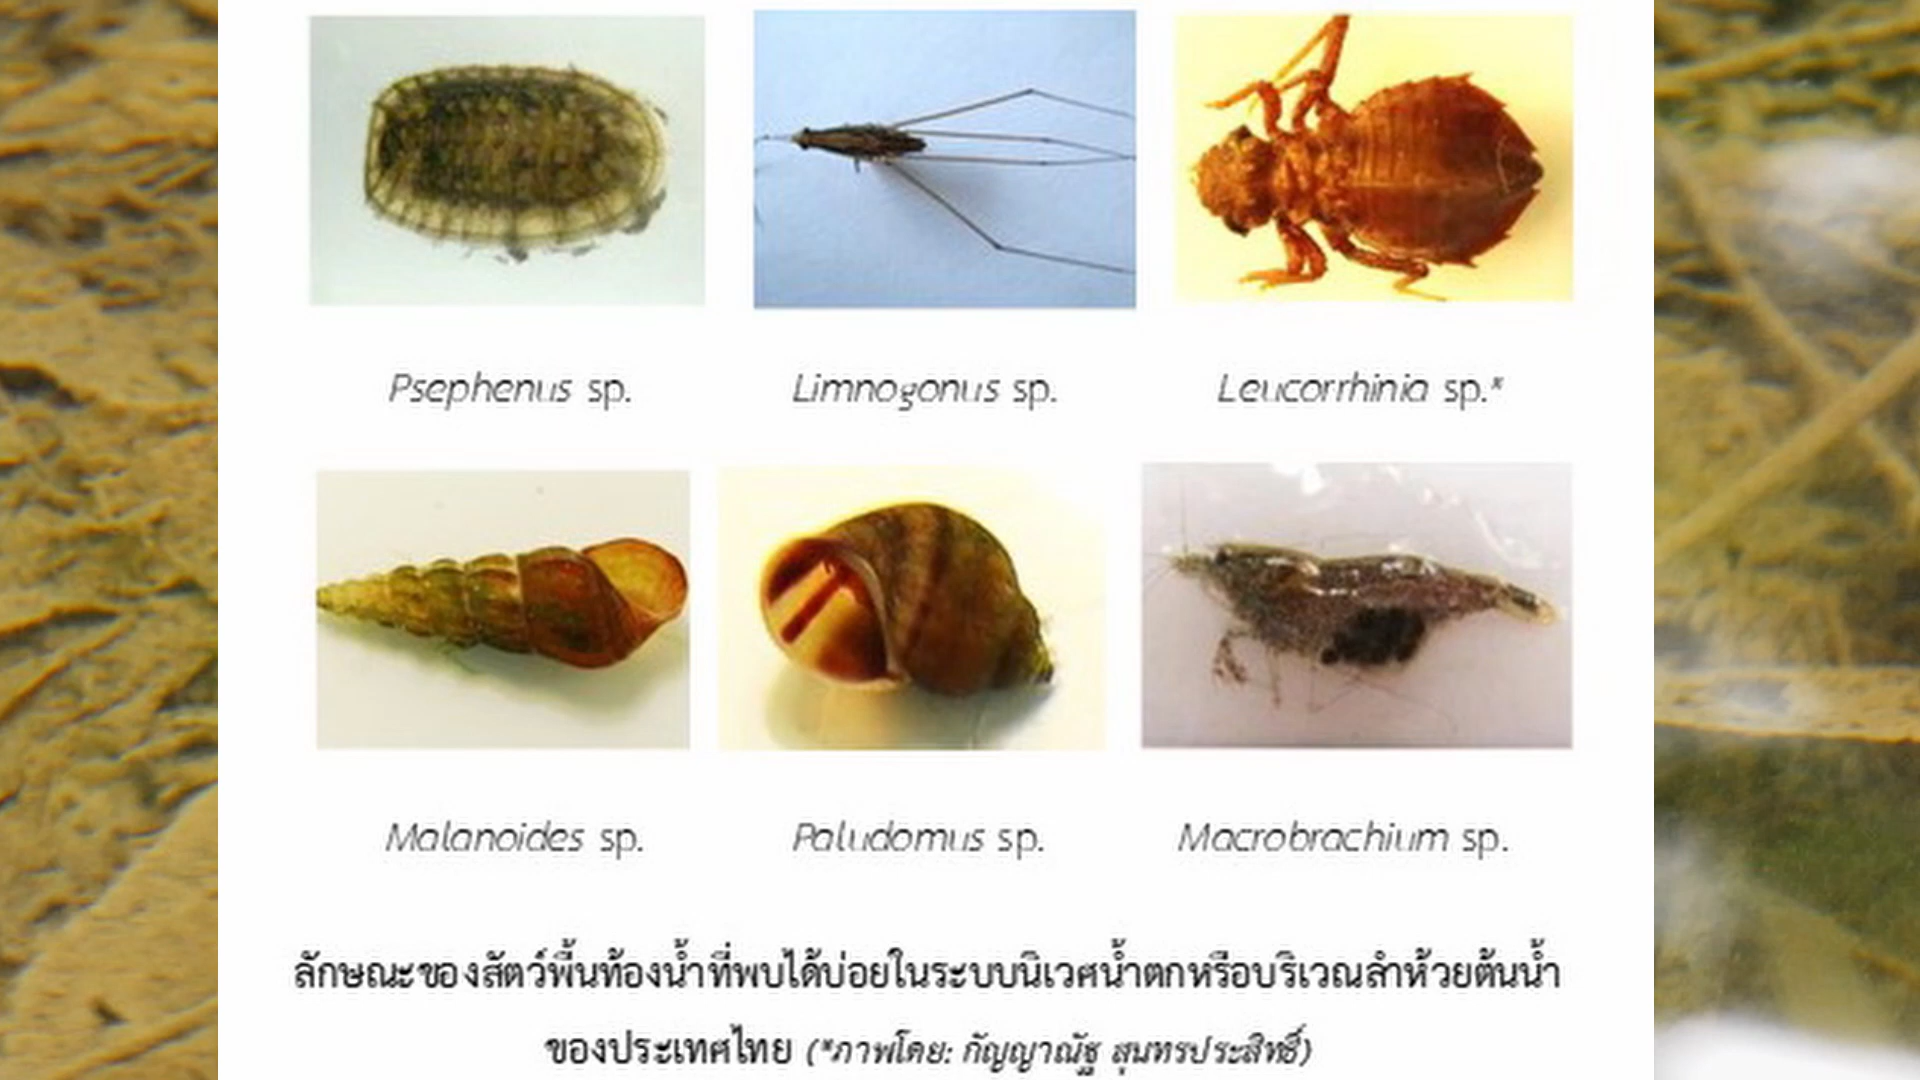 Psephenus sp.
Limnogonus sp.
Leucorrhinia sp.*
Malanoides sp.
Paludomus sp.
Macrobrachium sp.
ลักษณะของสัตว์พื้นท้องน้ำที่พบได้บ่อยในระบบนิเวศน้ำตกหรือบริเวณลำห้วยต้นน้ำ
ของประเทศไทย (*ภาพโดย: กัญญาณัฐ สุนทรประสิทธิ์)